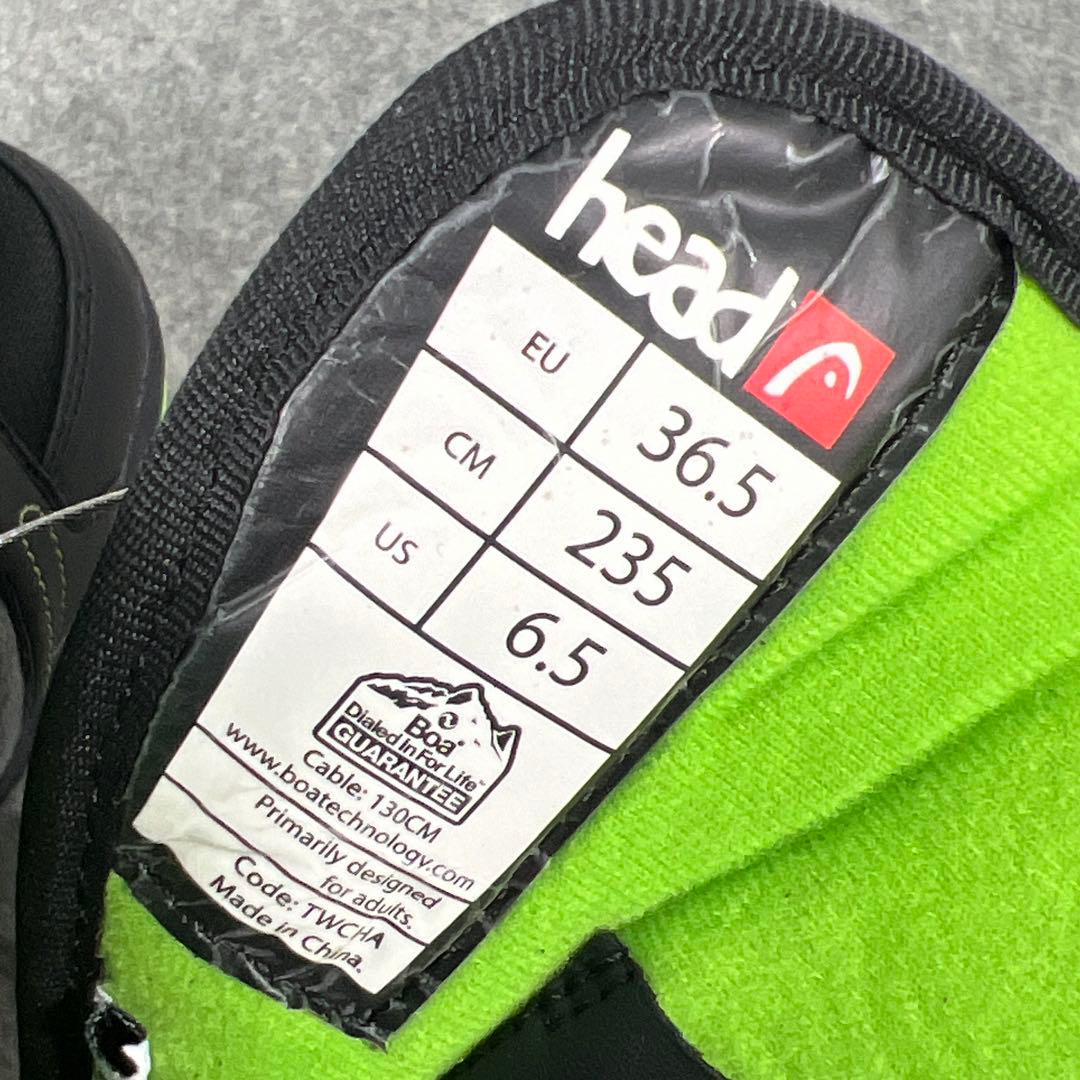 head
EU 36.5
CM 235
US 6.5
Boa®
Dialed In For Life™
GUARANTEE
Cable: 130CM
www.boatechnology.com
Primarily designed
for adults.
Code: TWCHA
Made in China.